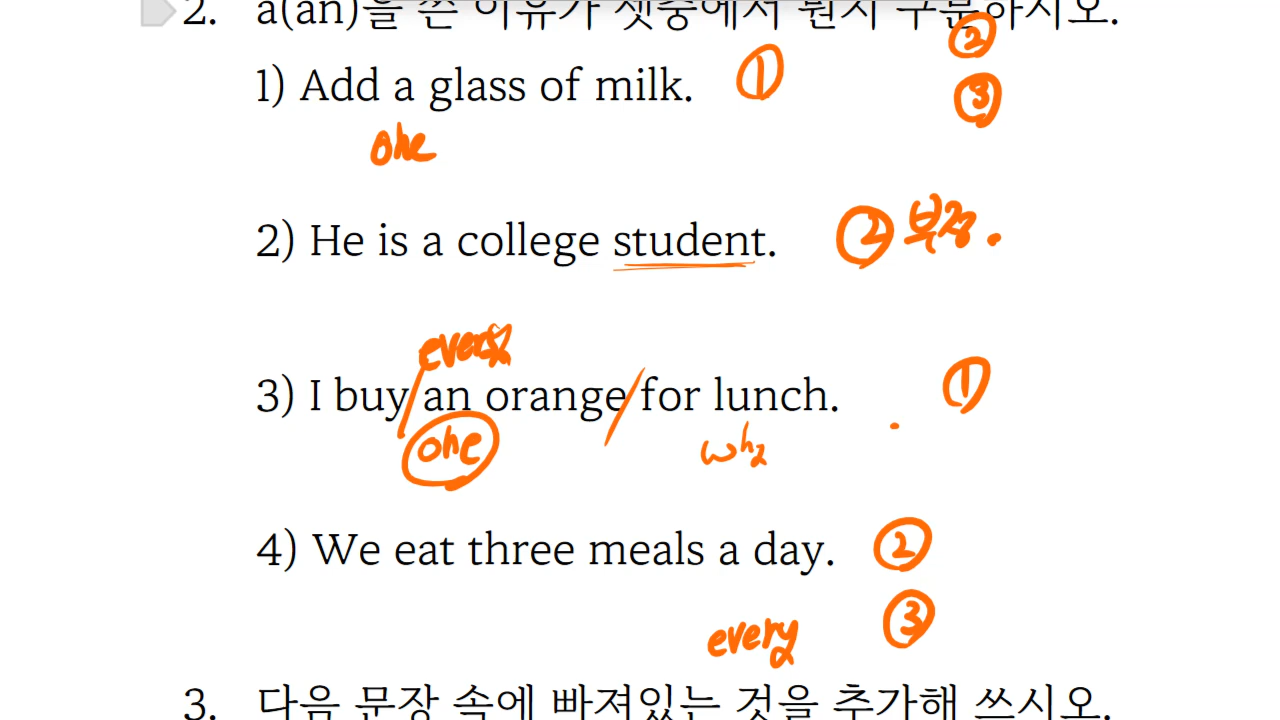 2. a(an)을 쓴 이유가 셋중에서 뭔지 구분하시오.
②
1) Add a glass of milk. ①
③
one
2) He is a college student. ② 부정.
every
3) I buy an orange for lunch. ①
one
4) We eat three meals a day. ②
③
every
3. 다음 문장 속에 빠져있는 것을 추가해 쓰시오.